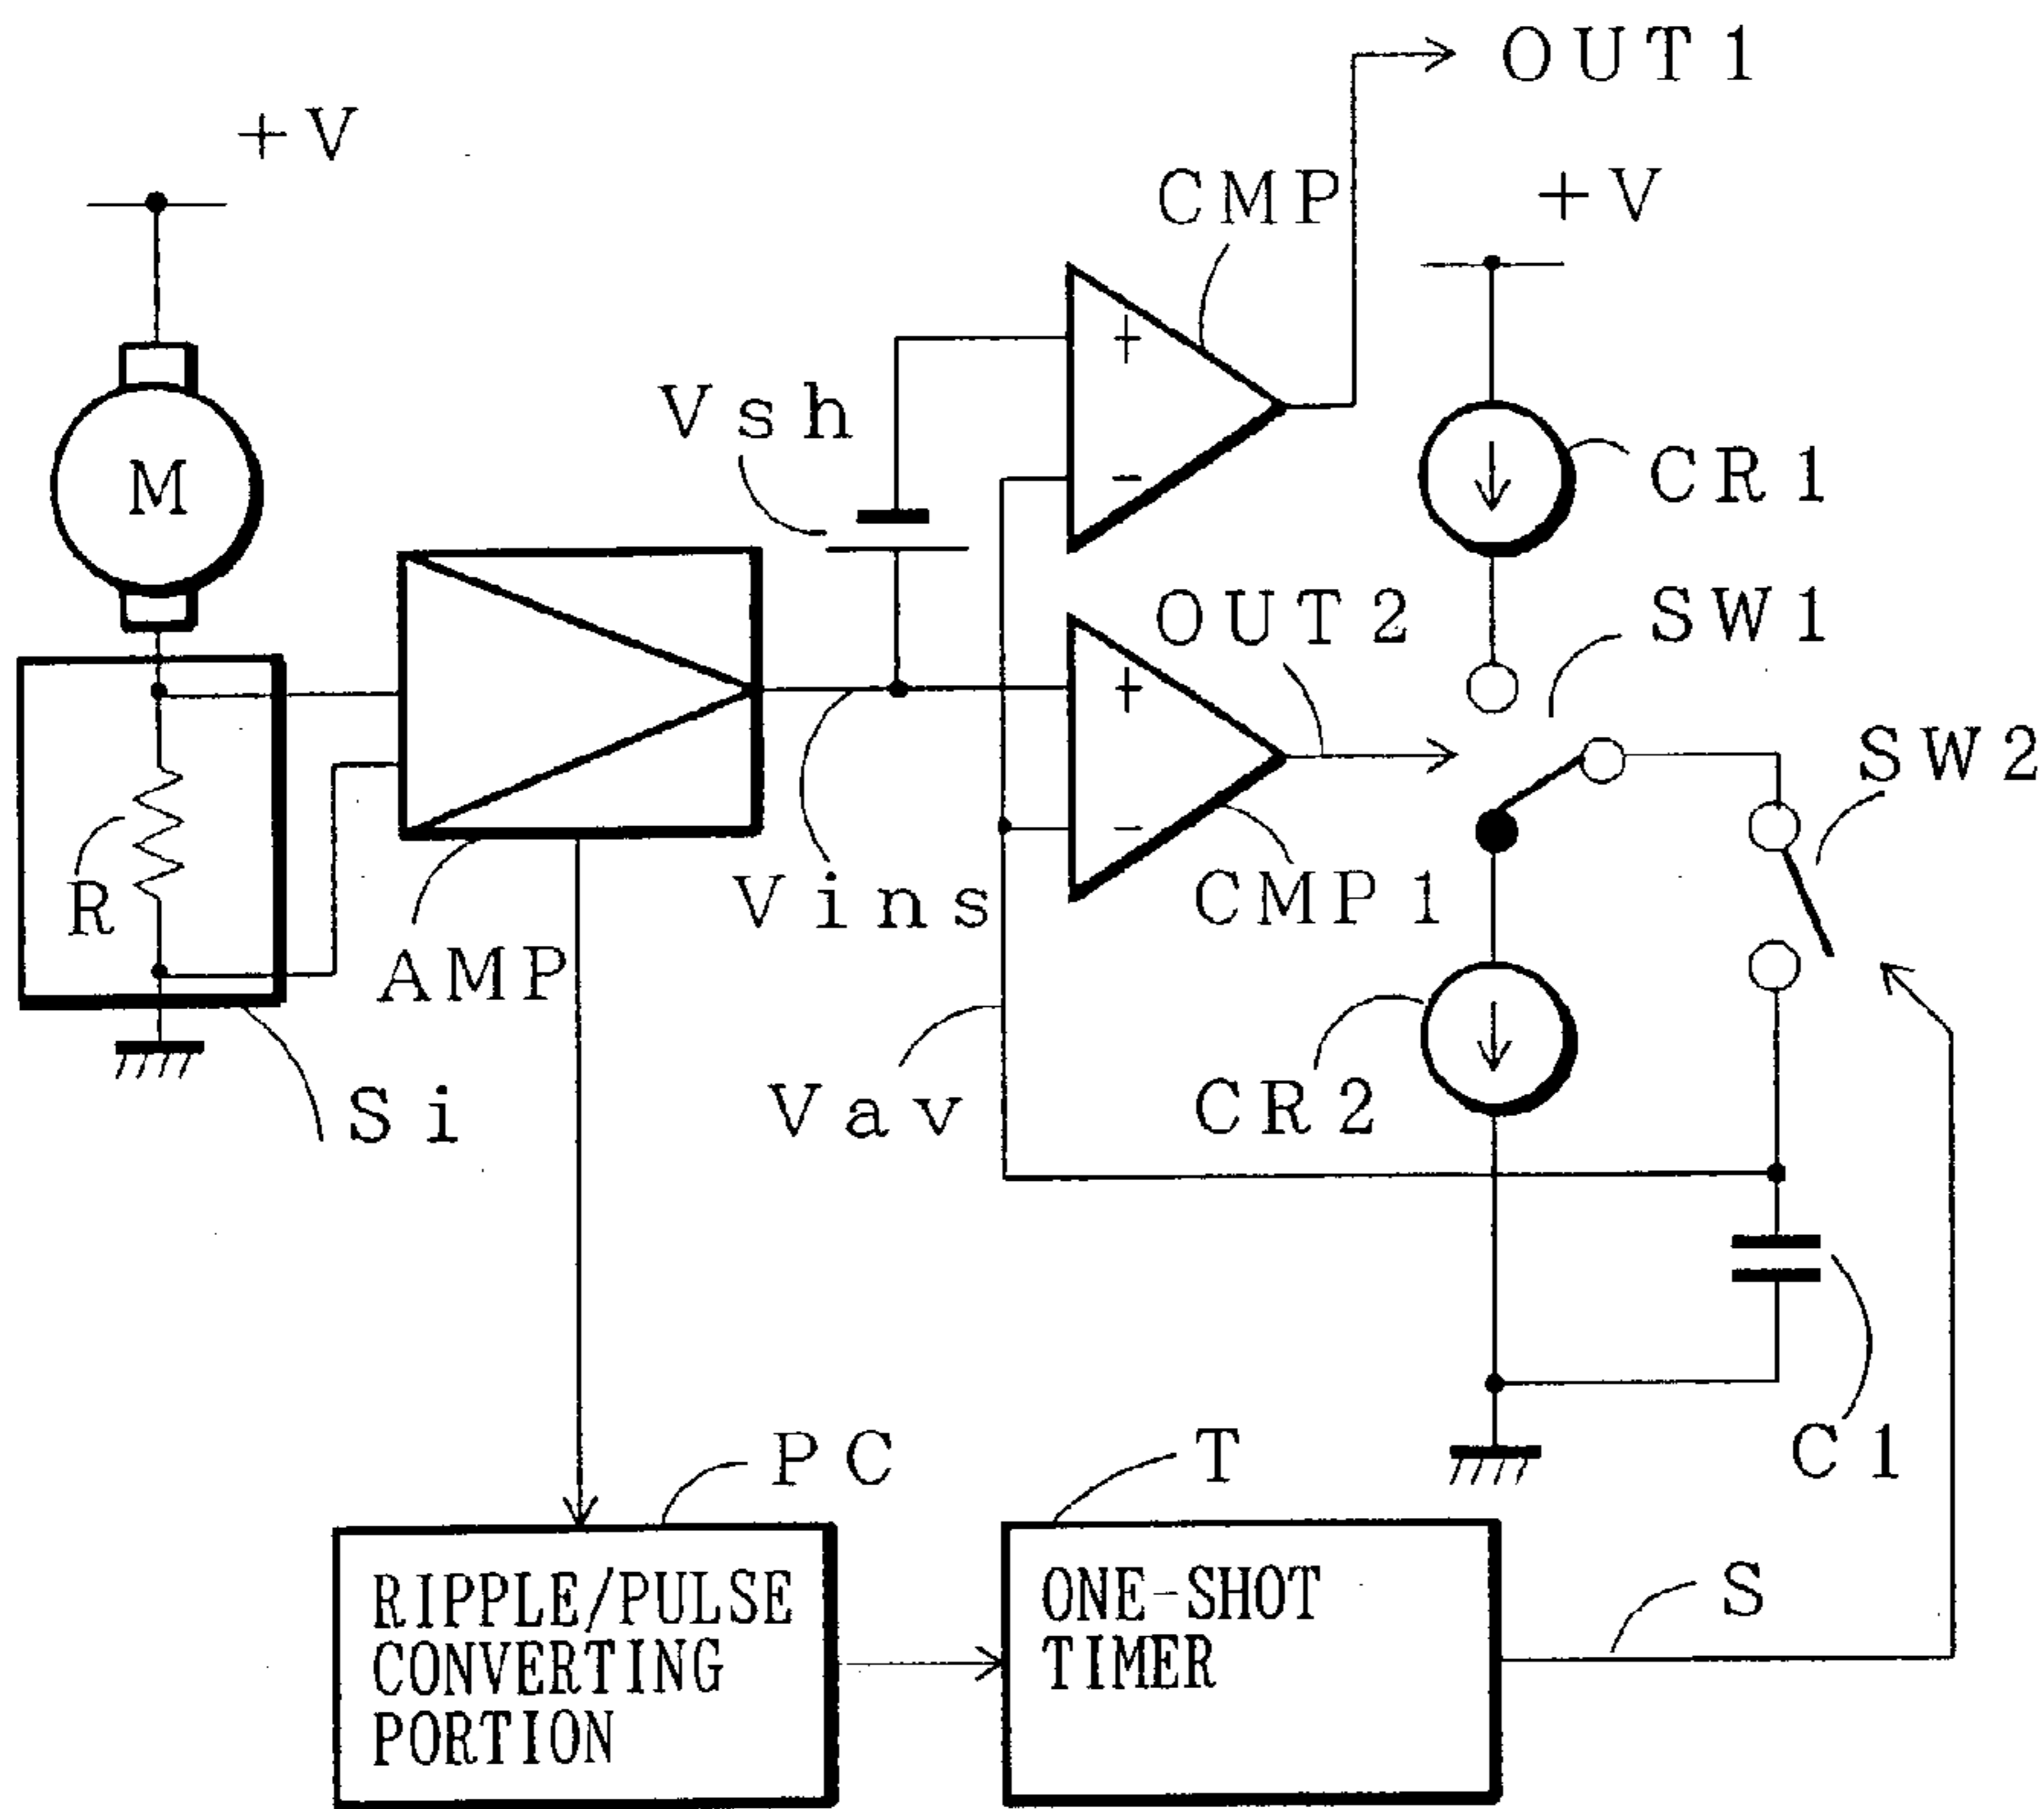 OUT1
+V
CMP
+V
Vsh
CR1
M
+
-
SW1
OUT2
+
-
SW2
R
Vins
CMP1
AMP
Si
Vav
CR2
PC
T
C1
S
RIPPLE/PULSE
CONVERTING
PORTION
ONE-SHOT
TIMER